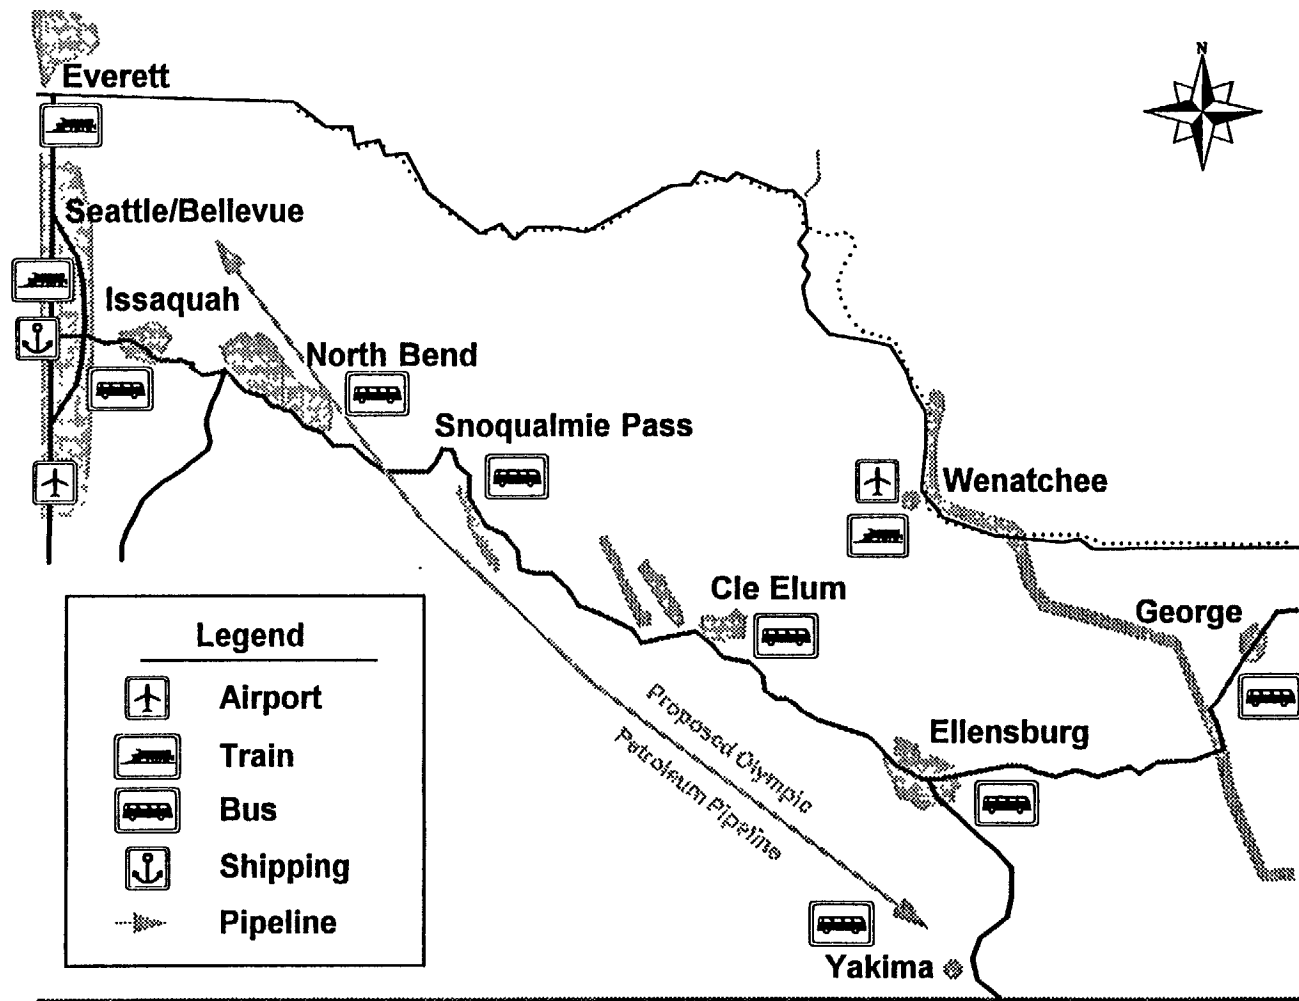 N
Everett
Seattle/Bellevue
Issaquah
North Bend
Snoqualmie Pass
Wenatchee
Cle Elum
George
Legend
Airport
Train
Bus
Shipping
Pipeline
Proposed Olympic
Petroleum Pipeline
Ellensburg
Yakima